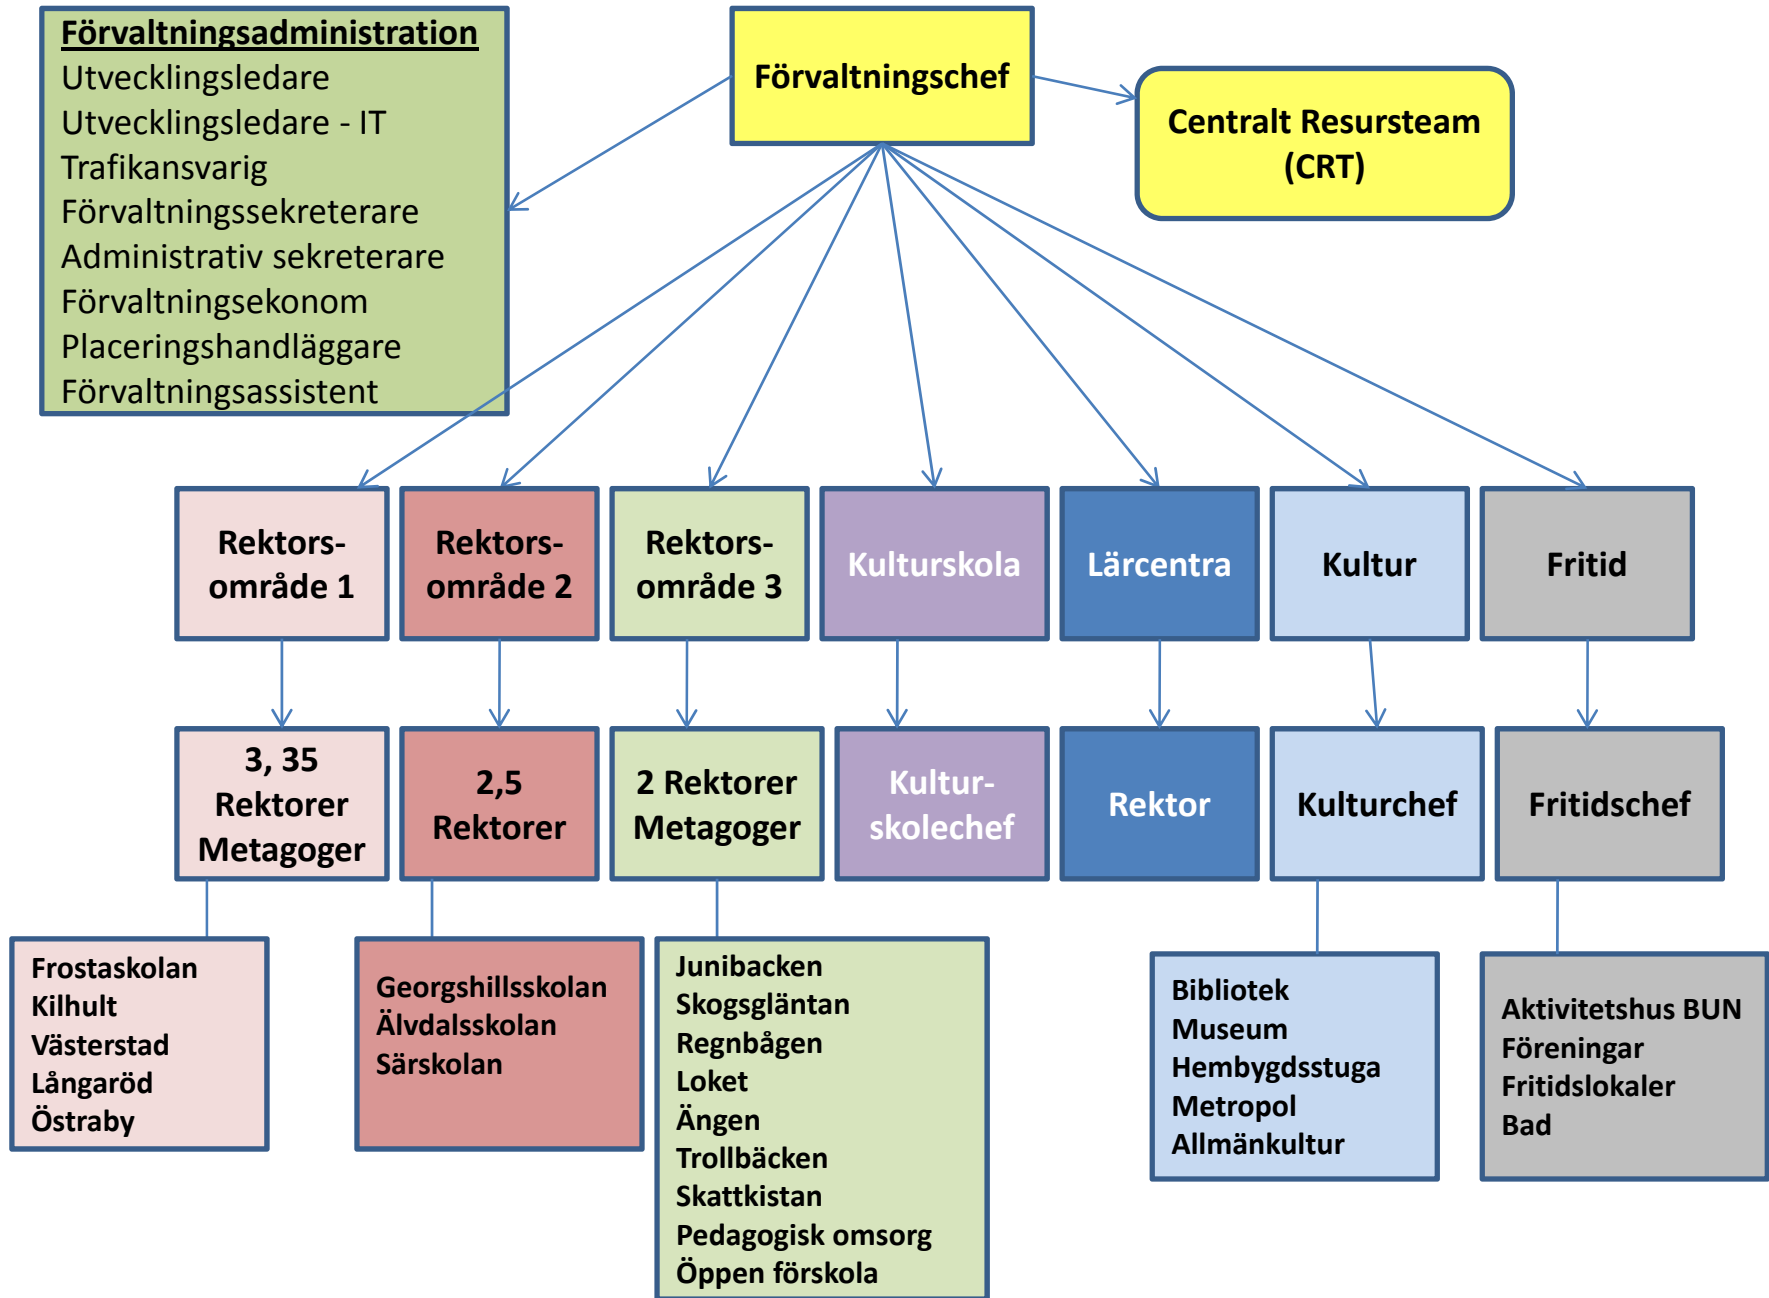 Förvaltningsadministration
Utvecklingsledare
Utvecklingsledare - IT
Trafikansvarig
Förvaltningssekreterare
Administrativ sekreterare
Förvaltningsekonom
Placeringshandläggare
Förvaltningsassistent
Förvaltningschef
Centralt Resursteam
(CRT)
Rektors-
område 1
Rektors-
område 2
Rektors-
område 3
Kulturskola
Lärcentra
Kultur
Fritid
3, 35
Rektorer
Metagoger
2,5
Rektorer
2 Rektorer
Metagoger
Kultur-
skolechef
Rektor
Kulturchef
Fritidschef
Frostaskolan
Kilhult
Västerstad
Långaröd
Östraby
Georgshillsskolan
Älvdalsskolan
Särskolan
Junibacken
Skogsgläntan
Regnbågen
Loket
Ängen
Trollbäcken
Skattkistan
Pedagogisk omsorg
Öppen förskola
Bibliotek
Museum
Hembygdsstuga
Metropol
Allmänkultur
Aktivitetshus BUN
Föreningar
Fritidslokaler
Bad